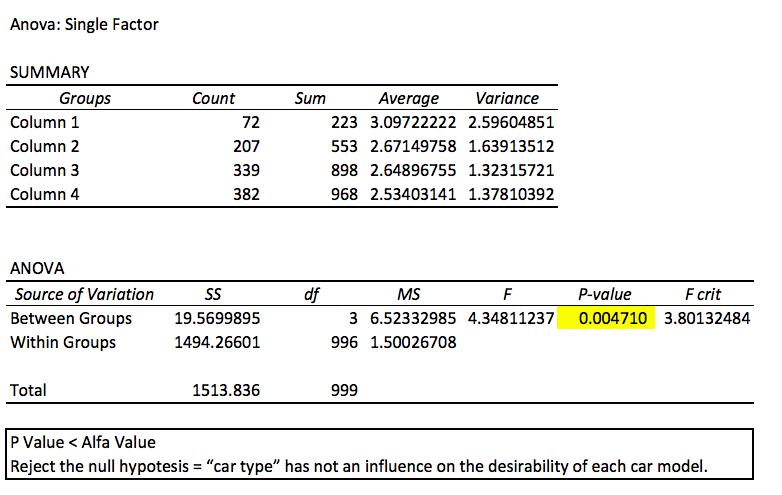 Anova: Single Factor
SUMMARY
Groups Count Sum Average Variance
Column 1 72 223 3.09722222 2.59604851
Column 2 207 553 2.67149758 1.63913512
Column 3 339 898 2.64896755 1.32315721
Column 4 382 968 2.53403141 1.37810392
ANOVA
Source of Variation SS df MS F P-value F crit
Between Groups 19.5699895 3 6.52332985 4.34811237 0.004710 3.80132484
Within Groups 1494.26601 996 1.50026708
Total 1513.836 999
P Value < Alfa Value
Reject the null hypotesis = “car type” has not an influence on the desirability of each car model.